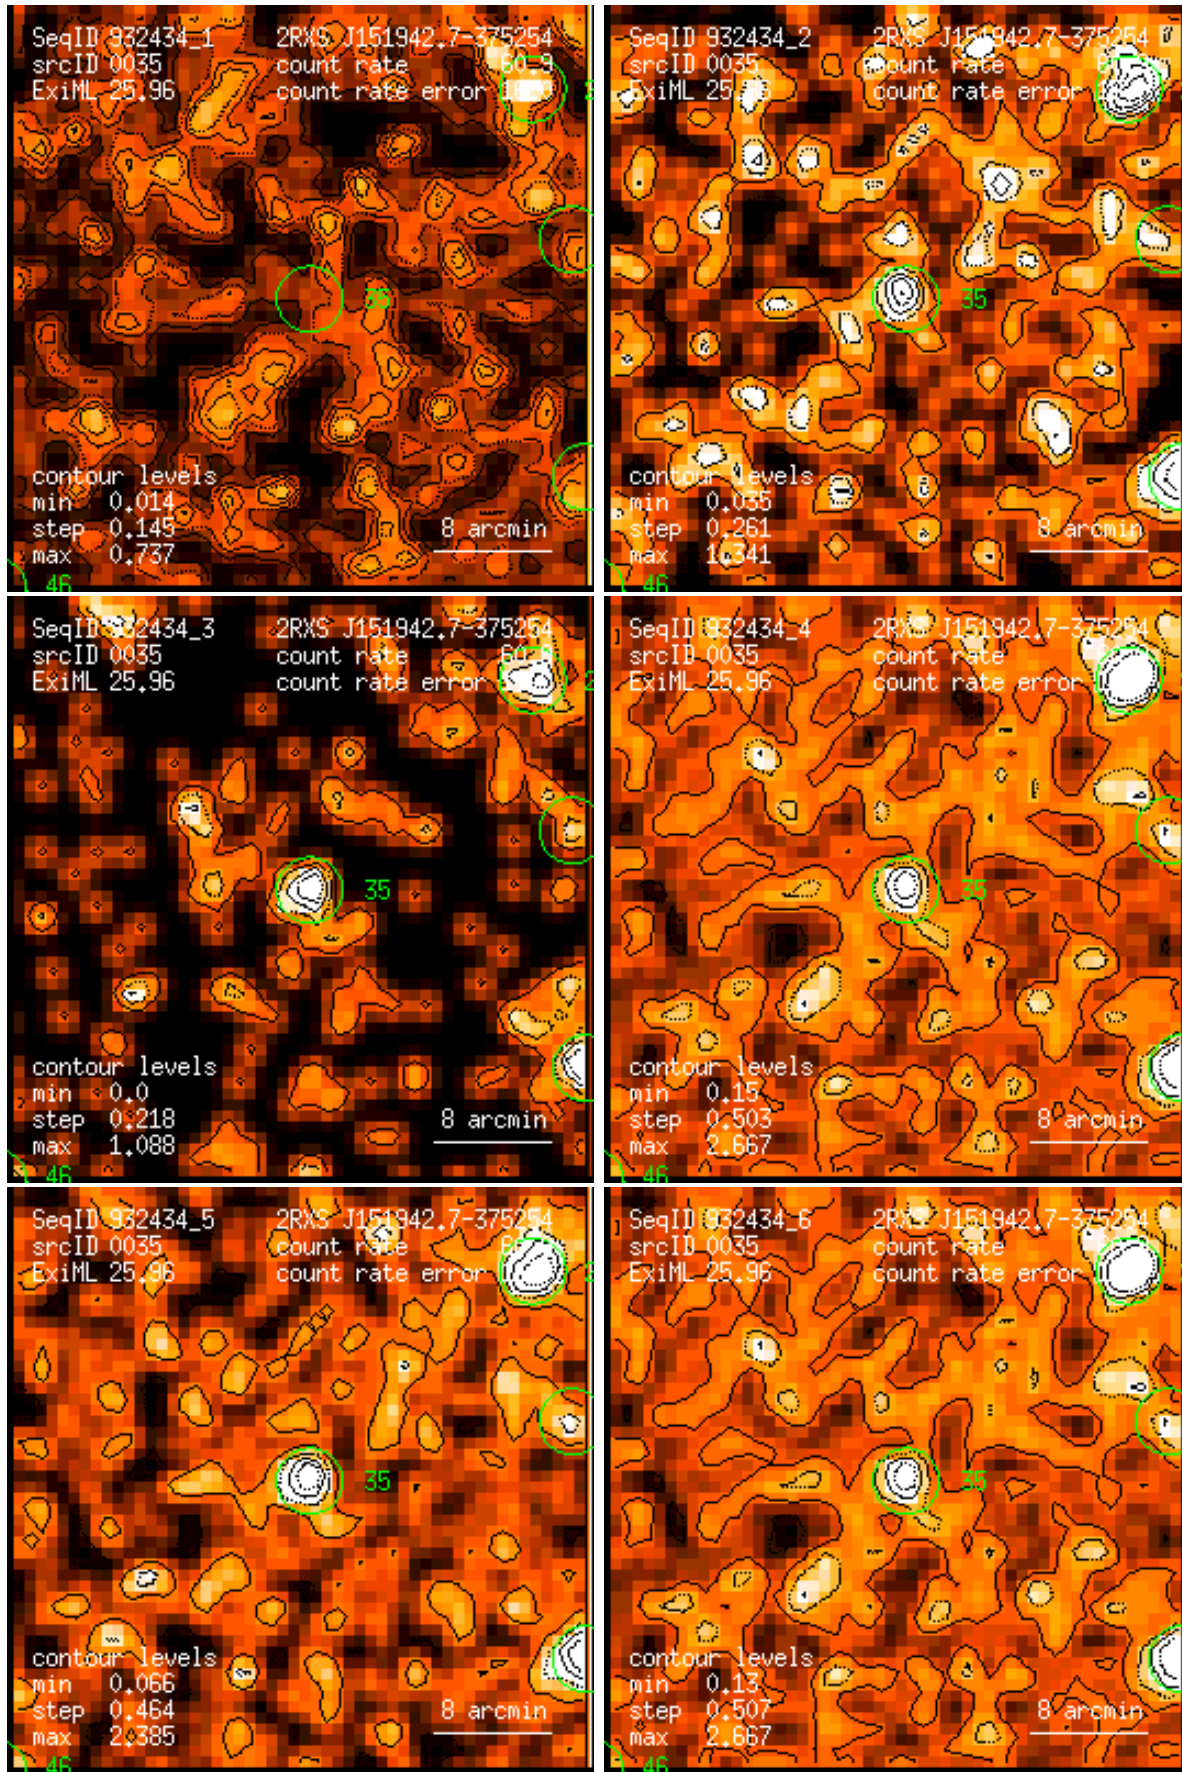 SeqID 932434_1 2RXS J151942.7-375254
srcID 0035 count rate 60.9
ExiML 25.96 count rate error
35
contour levels
min 0.014
step 0.145
max 0.737
8 arcmin
46
SeqID 932434_2 2RXS J151942.7-375254
srcID 0035 count rate
ExiML count rate error
35
contour levels
min 0.035
step 0.261
max 1.341
8 arcmin
46
SeqID 932434_3 2RXS J151942.7-375254
srcID 0035 count rate
ExiML 25.96 count rate error
35
contour levels
min 0.0
step 0.218
max 1.088
8 arcmin
46
SeqID 932434_4 2RXS J151942.7-375254
srcID 0035 count rate
ExiML 25.96 count rate error
35
contour levels
min 0.15
step 0.503
max 2.667
8 arcmin
46
SeqID 932434_5 2RXS J151942.7-375254
srcID 0035 count rate
ExiML 25.96 count rate error
35
contour levels
min 0.066
step 0.464
max 2.385
8 arcmin
46
SeqID 932434_6 2RXS J151942.7-375254
srcID 0035 count rate
ExiML 25.96 count rate error
35
contour levels
min 0.13
step 0.507
max 2.667
8 arcmin
46